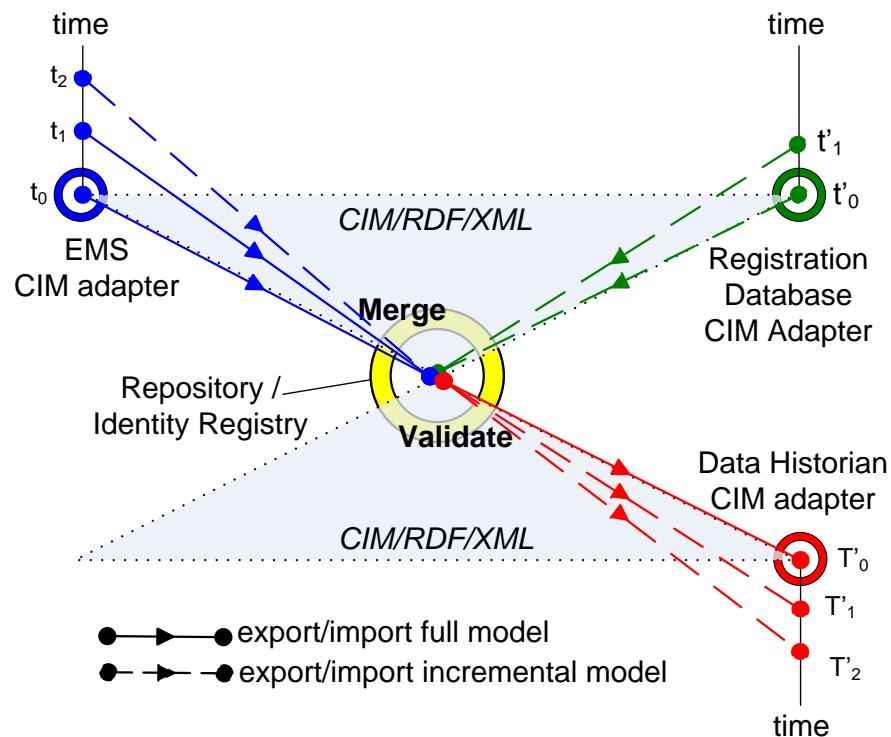 time
time
t2
t1
t'1
t0
t'0
CIM/RDF/XML
EMS
CIM adapter
Registration
Database
CIM Adapter
Merge
Repository /
Identity Registry
Validate
Data Historian
CIM adapter
CIM/RDF/XML
T'0
T'1
T'2
export/import full model
export/import incremental model
time